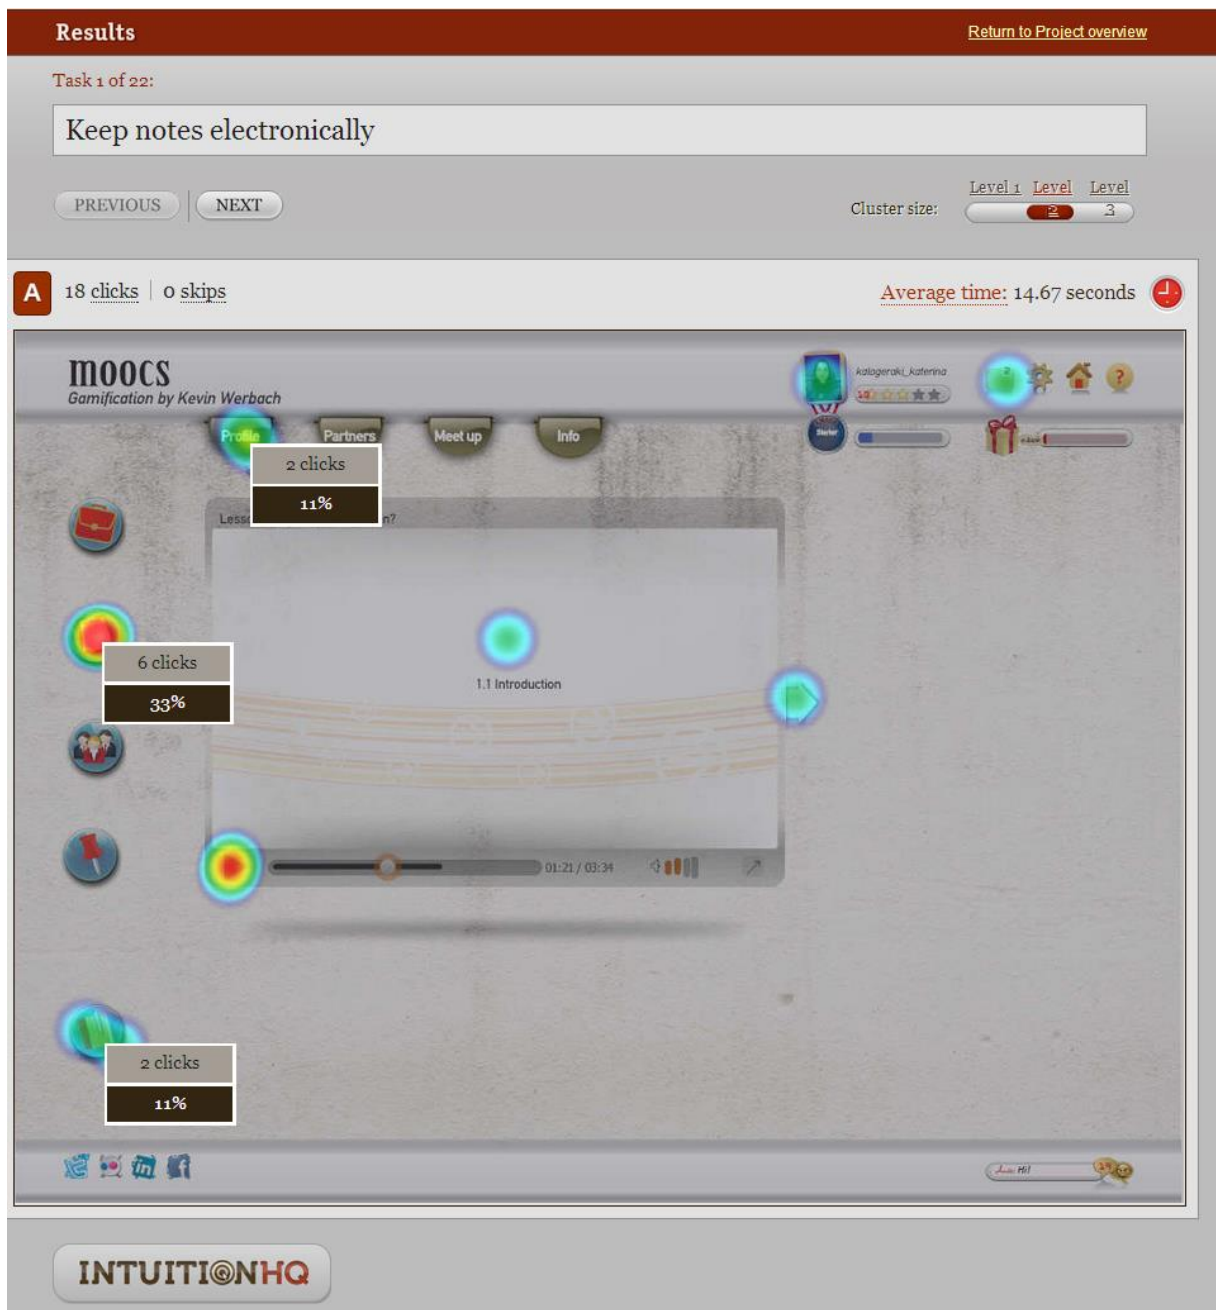 Results
Return to Project overview
Task 1 of 22:
Keep notes electronically
PREVIOUS
NEXT
Cluster size:
Level 1
Level 2
Level 3
A
18 clicks
0 skips
Average time: 14.67 seconds
moocs
Gamification by Kevin Werbach
kalogeraki_katerina
Profile
Partners
Meet up
Info
Starter
2 clicks
11%
6 clicks
33%
1.1 Introduction
01:21 / 03:34
2 clicks
11%
Hi!
INTUITIONHQ